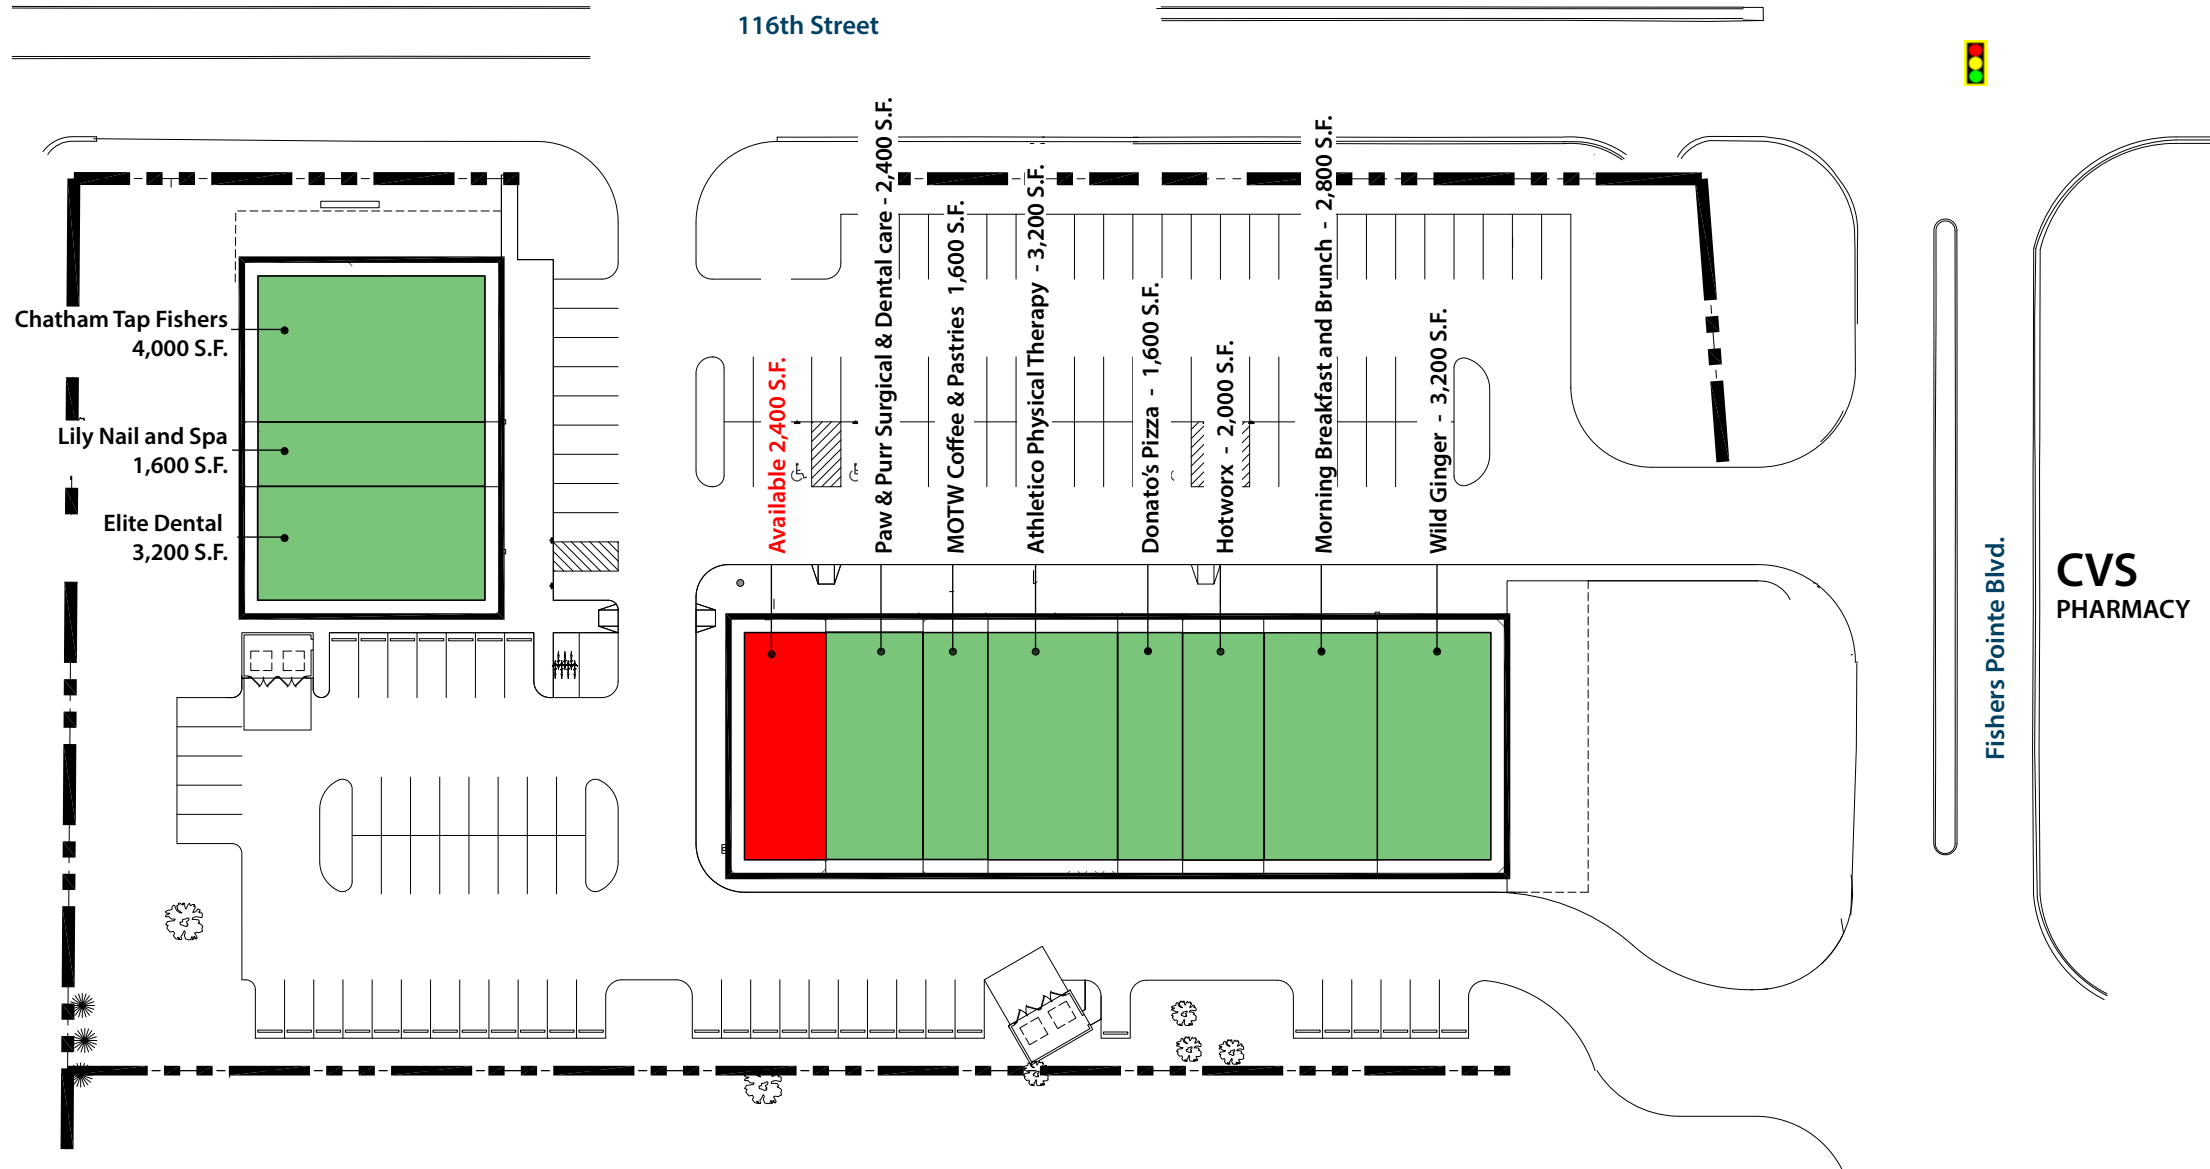 116th Street
Chatham Tap Fishers
4,000 S.F.
Lily Nail and Spa
1,600 S.F.
Elite Dental
3,200 S.F.
Available 2,400 S.F.
Paw & Purr Surgical & Dental care - 2,400 S.F.
MOTW Coffee & Pastries 1,600 S.F.
Athletico Physical Therapy - 3,200 S.F.
Donato's Pizza - 1,600 S.F.
Hotworx - 2,000 S.F.
Morning Breakfast and Brunch - 2,800 S.F.
Wild Ginger - 3,200 S.F.
Fishers Pointe Blvd.
CVS
PHARMACY